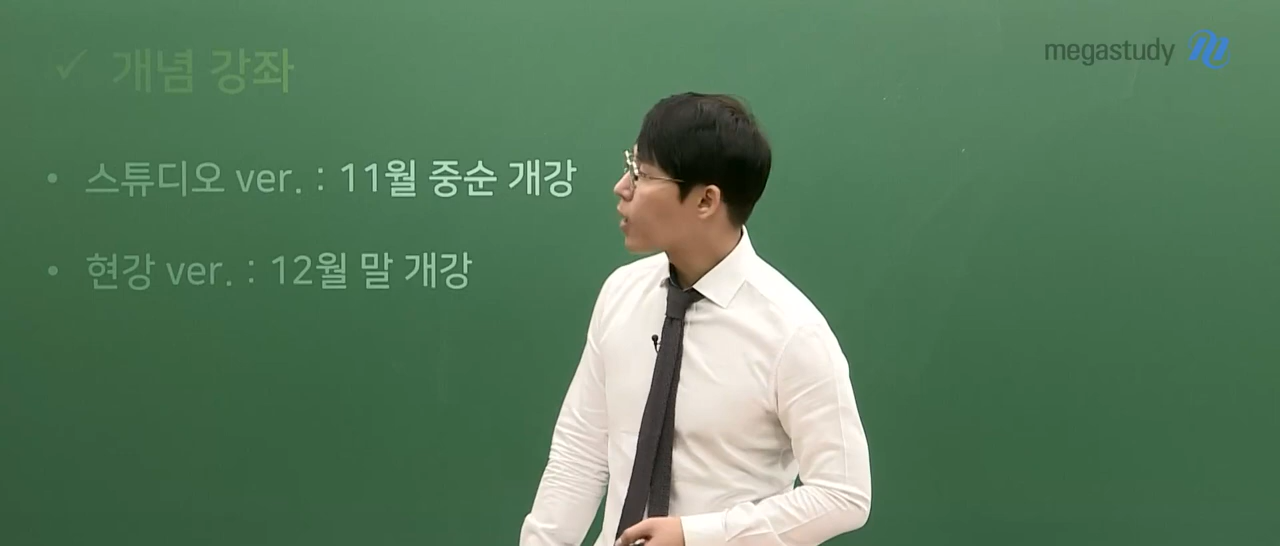 megastudy
✓ 개념 강좌
• 스튜디오 ver. : 11월 중순 개강
• 현강 ver. : 12월 말 개강